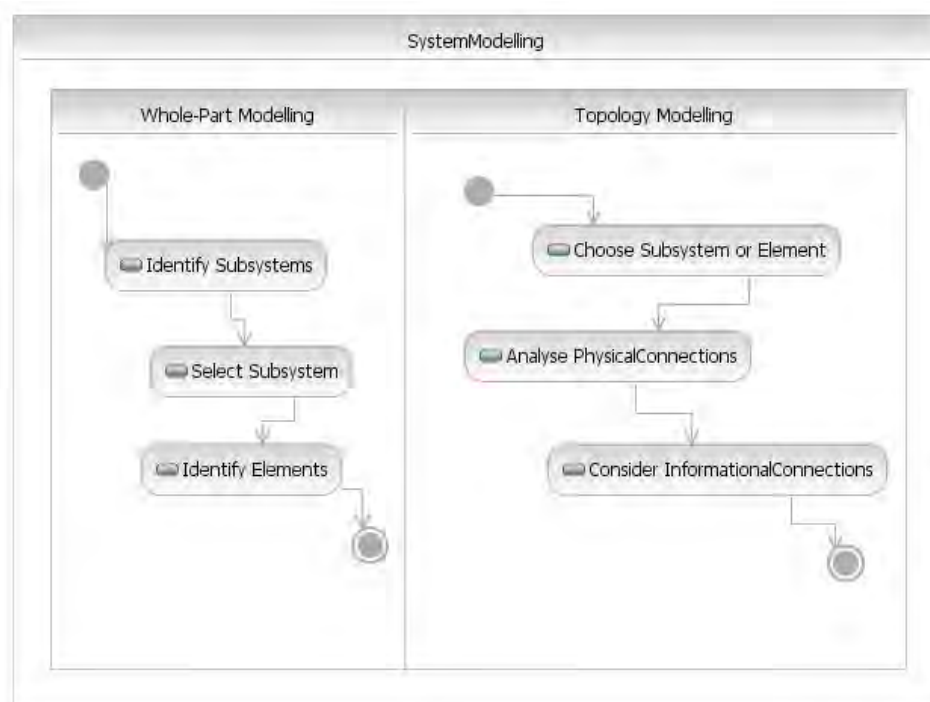 SystemModelling
Whole-Part Modelling
Identify Subsystems
Select Subsystem
Identify Elements
Topology Modelling
Choose Subsystem or Element
Analyse PhysicalConnections
Consider InformationalConnections